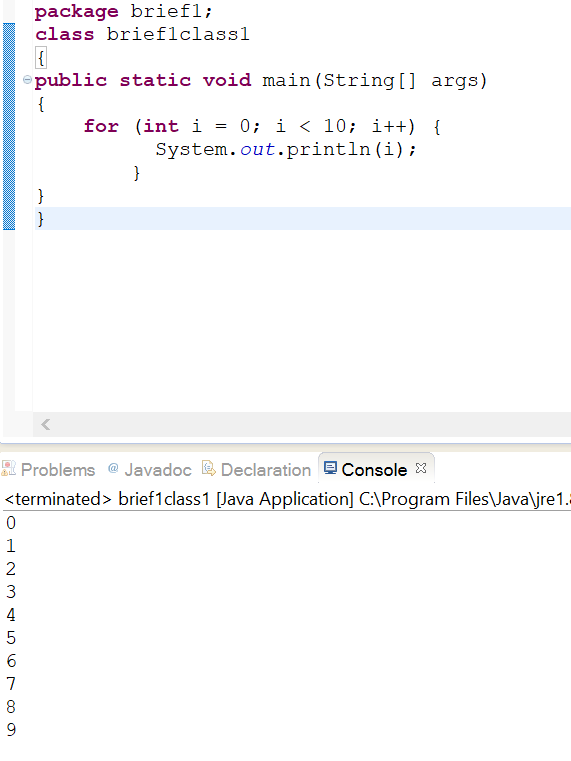 package brief1;
class brief1class1
{
public static void main(String[] args)
{
    for (int i = 0; i < 10; i++) {
          System.out.println(i);
        }
}
}
Problems @ Javadoc Declaration Console
<terminated> brief1class1 [Java Application] C:\Program Files\Java\jre1.
0
1
2
3
4
5
6
7
8
9